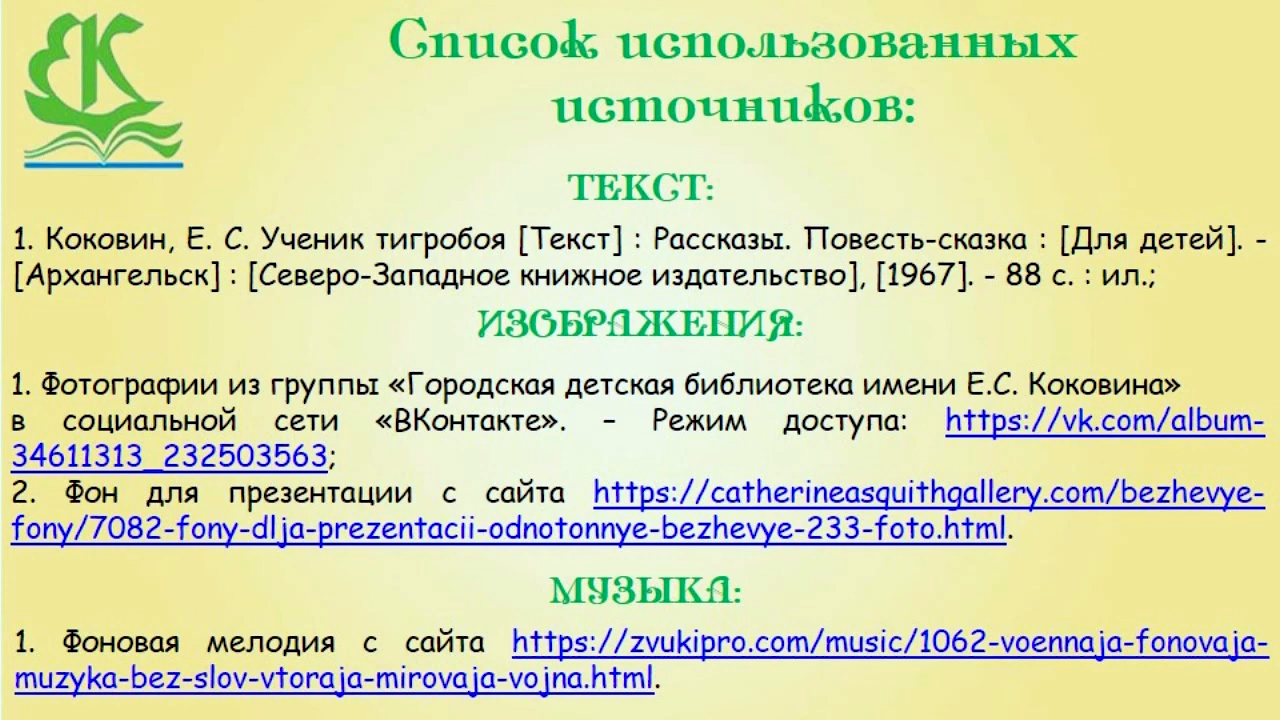 ЕК
Список использованных
источников:
ТЕКСТ:
1. Коковин, Е. С. Ученик тигробоя [Текст] : Рассказы. Повесть-сказка : [Для детей]. -
[Архангельск] : [Северо-Западное книжное издательство], [1967]. - 88 с. : ил.;
ИЗОБРАЖЕНИЯ:
1. Фотографии из группы «Городская детская библиотека имени Е.С. Коковина»
в социальной сети «ВКонтакте». – Режим доступа: https://vk.com/album-
34611313_232503563;
2. Фон для презентации с сайта https://catherineasquithgallery.com/bezhevye-
fony/7082-fony-dlja-prezentacii-odnotonnye-bezhevye-233-foto.html.
МУЗЫКА:
1. Фоновая мелодия с сайта https://zvukipro.com/music/1062-voennaja-fonovaja-
muzyka-bez-slov-vtoraja-mirovaja-vojna.html.